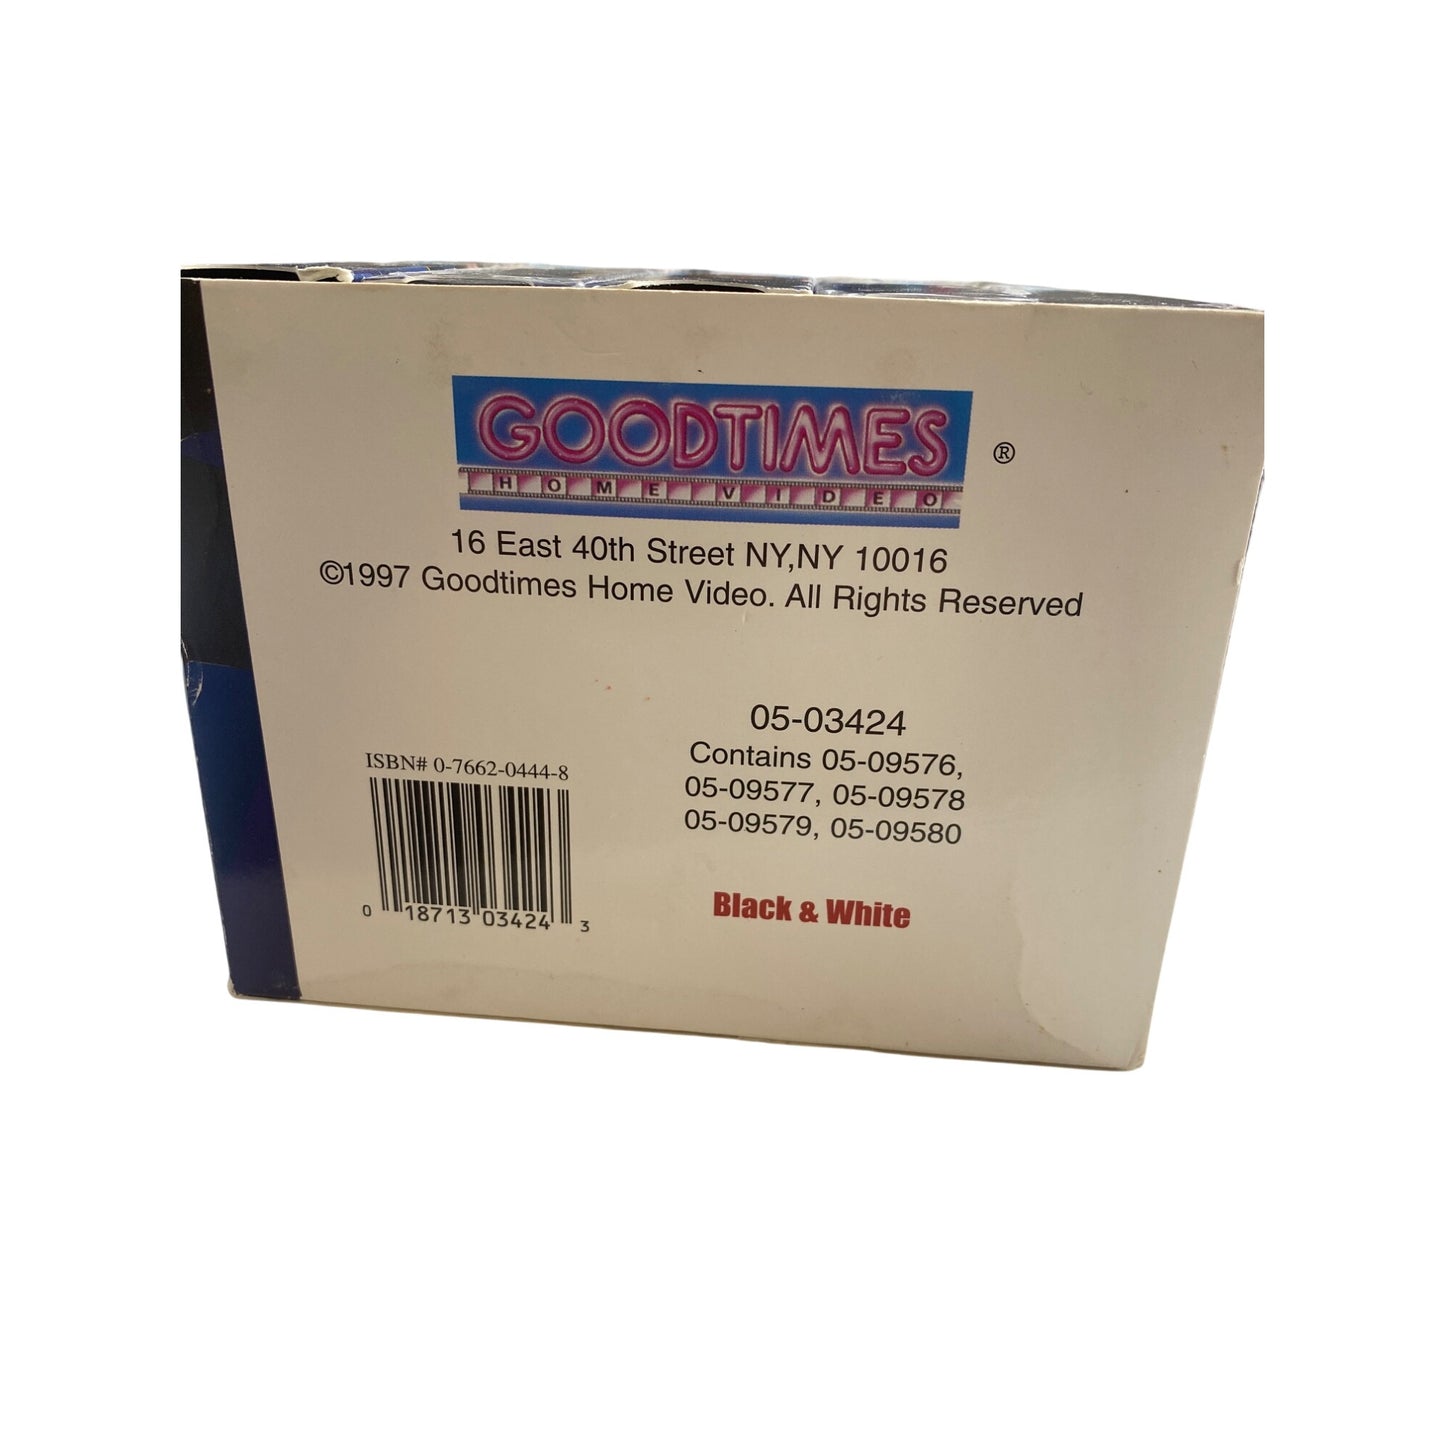 GOODTIMES
HOME VIDEO
®
16 East 40th Street NY,NY 10016
©1997 Goodtimes Home Video. All Rights Reserved
05-03424
Contains 05-09576,
05-09577, 05-09578
05-09579, 05-09580
Black & White
ISBN# 0-7662-0444-8
0 18713 03424 3